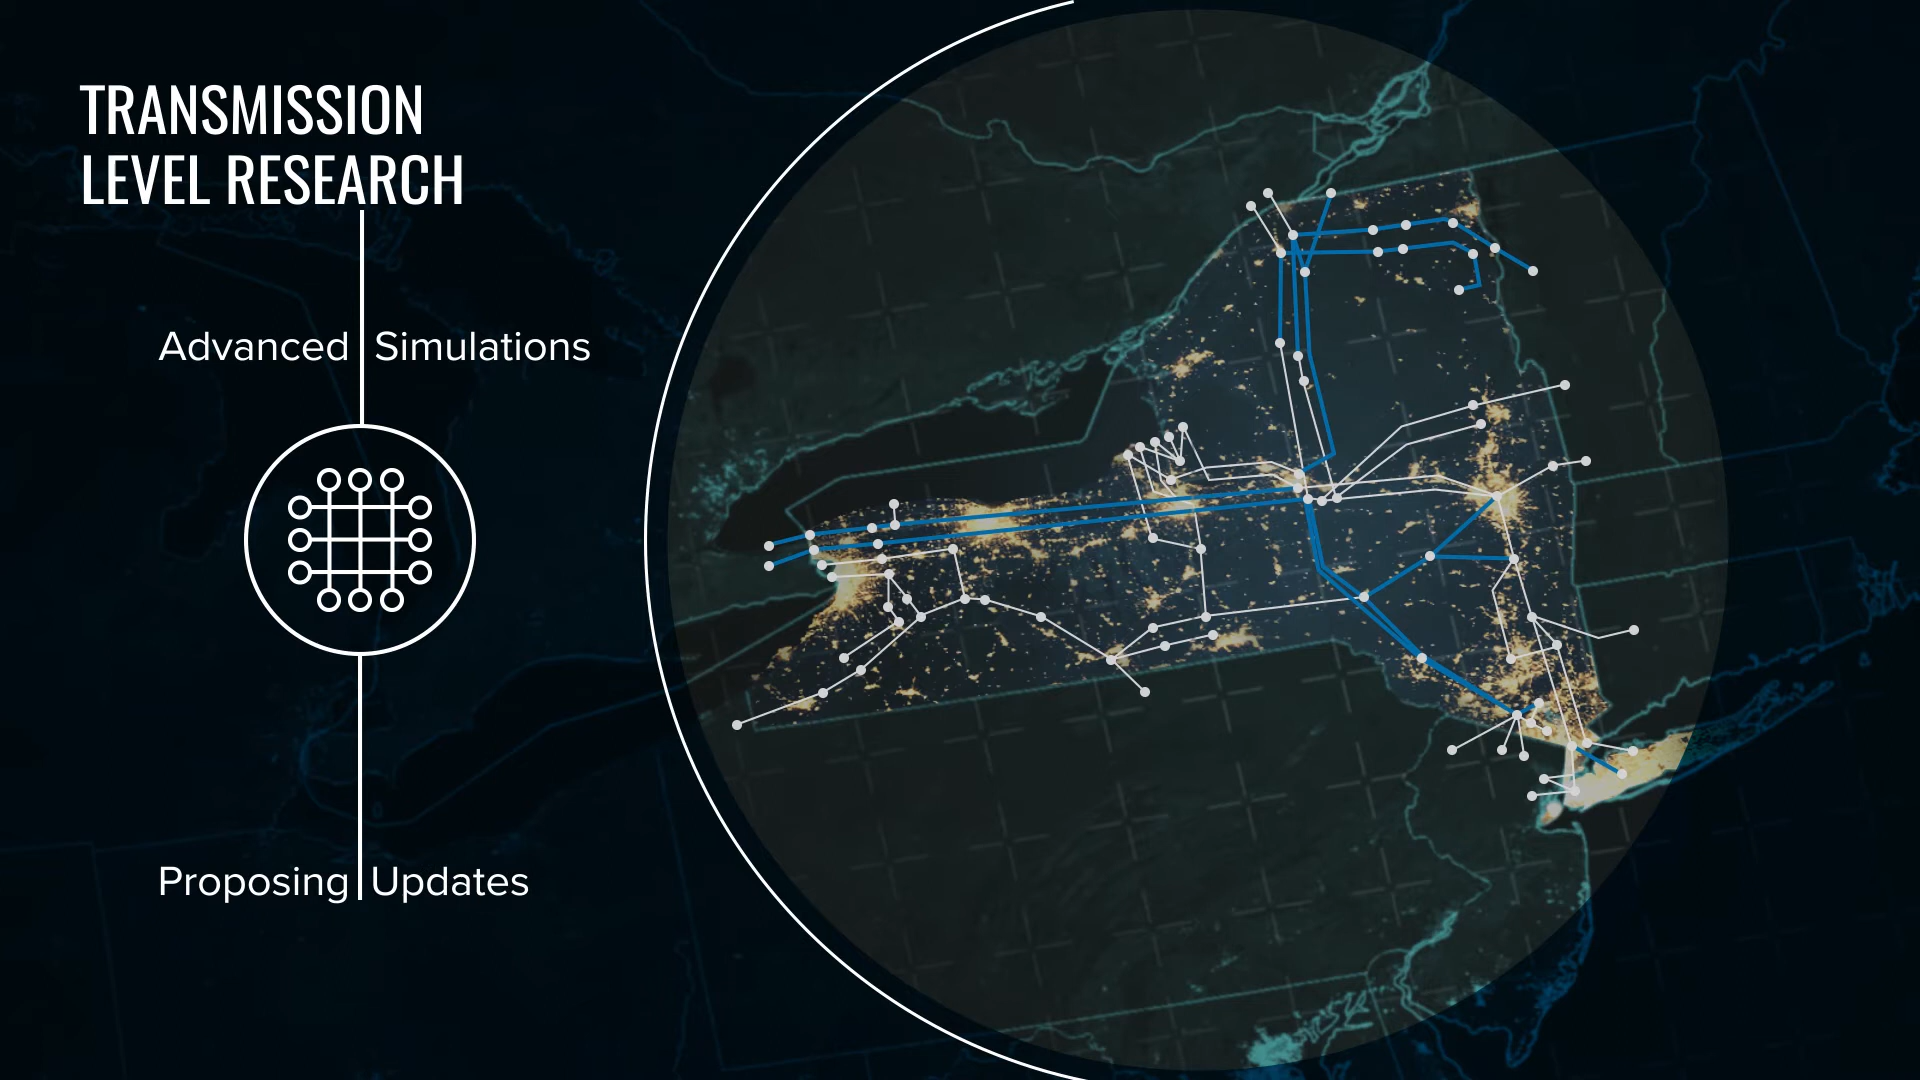 TRANSMISSION
LEVEL RESEARCH
Advanced Simulations
Proposing Updates